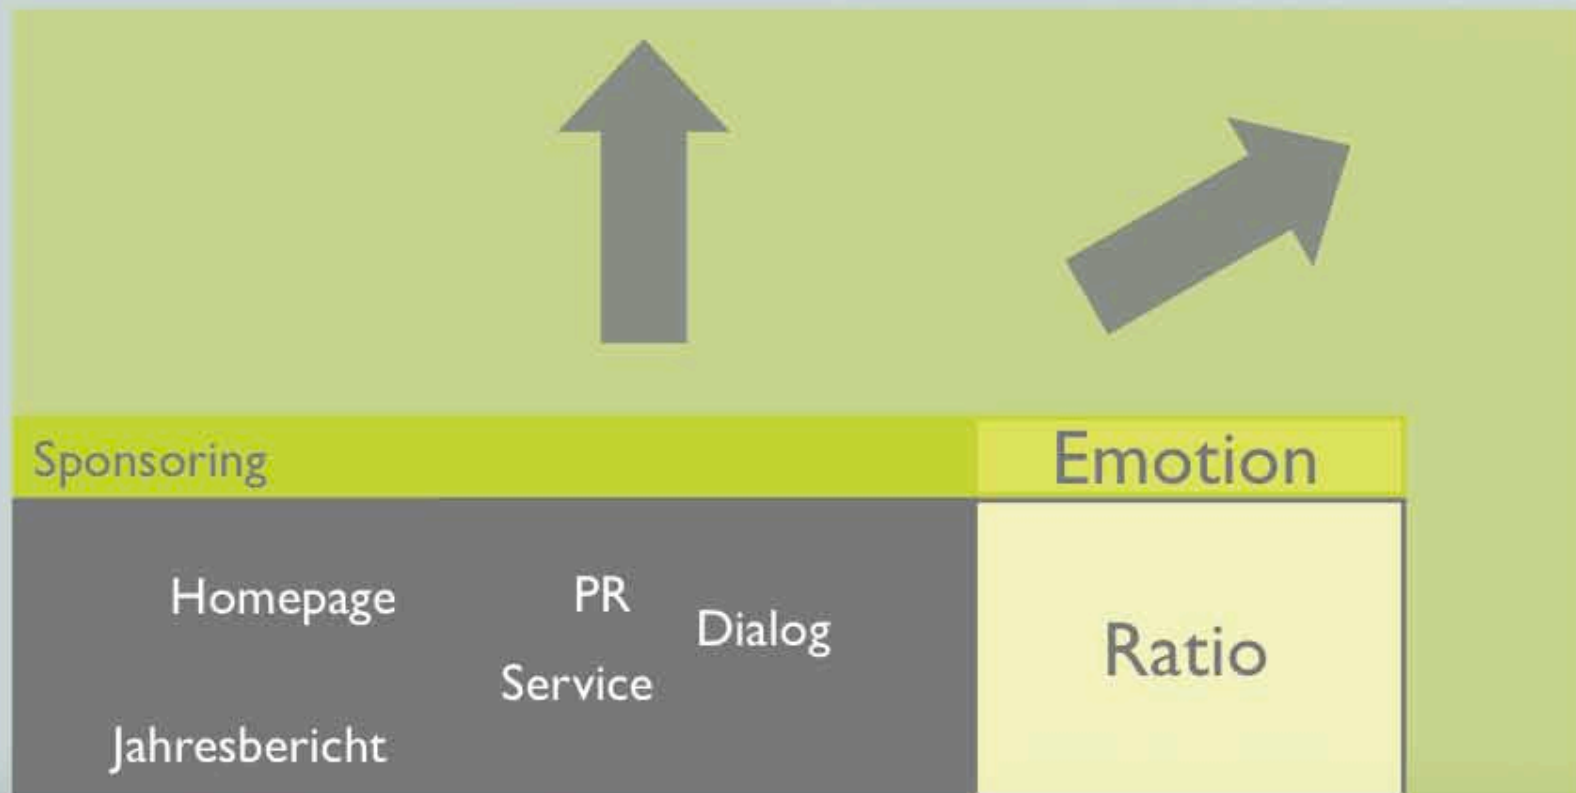 Sponsoring
Emotion
Homepage
PR
Dialog
Ratio
Service
Jahresbericht